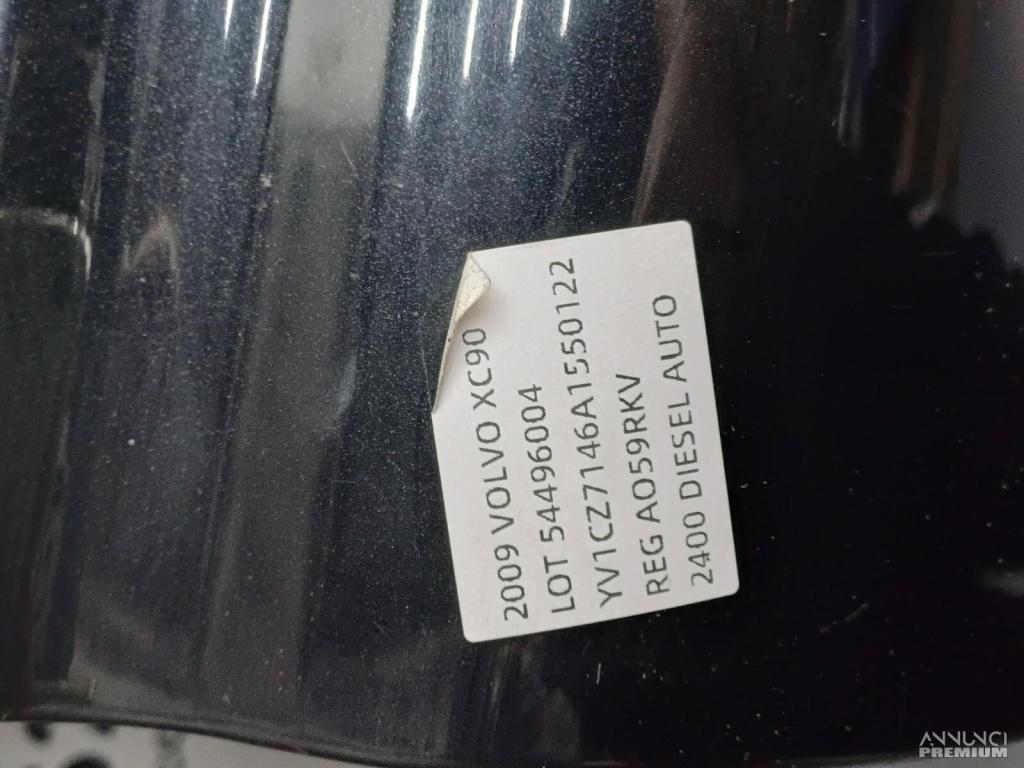 2009 VOLVO XC90
LOT 54496004
YV1CZ7146A1550122
REG AO59RKV
2400 DIESEL AUTO
ANNUNCI
PREMIUM